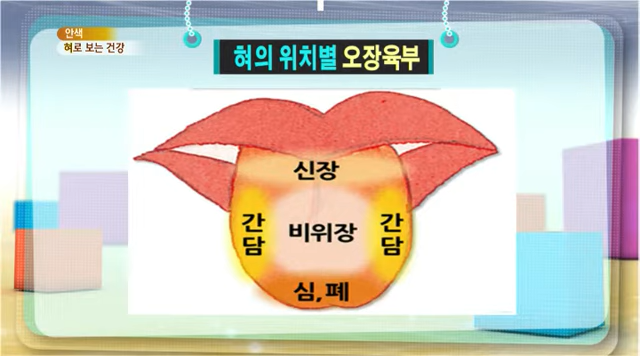 안색
혀로 보는 건강
혀의 위치별 오장육부
신장
간담
비위장
간담
심, 폐